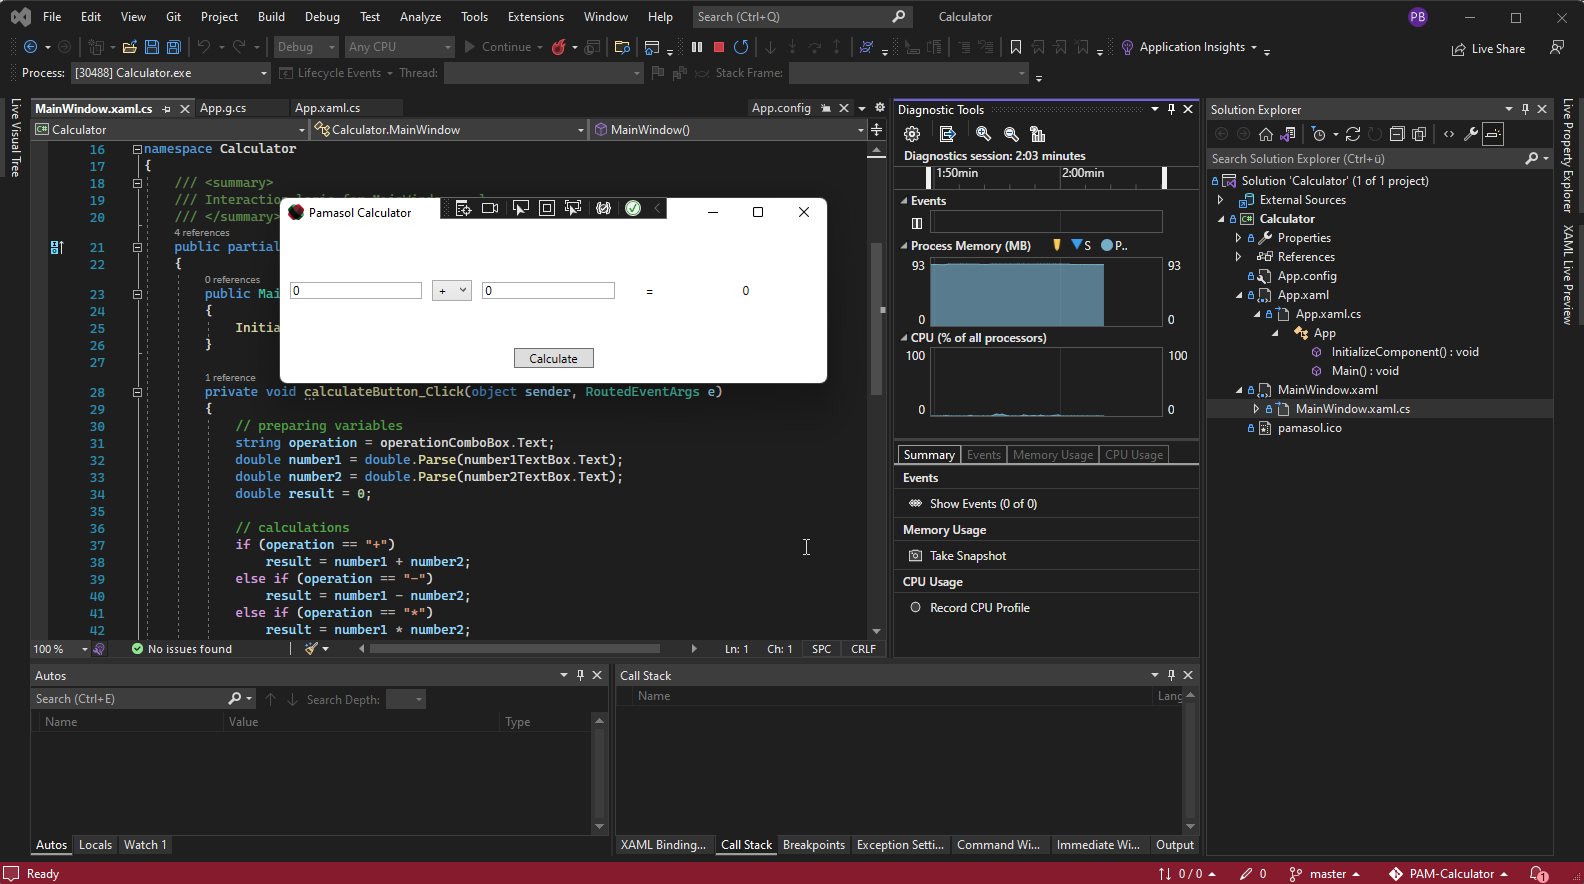 File Edit View Git Project Build Debug Test Analyze Tools Extensions Window Help Search (Ctrl+Q) Calculator PB
Debug Any CPU Continue Application Insights Live Share
Process: [30488] Calculator.exe Lifecycle Events Thread: Stack Frame:
Live Visual Tree
MainWindow.xaml.cs App.g.cs App.xaml.cs App.config
Calculator Calculator.MainWindow MainWindow()
16 namespace Calculator
17 {
18 /// <summary>
19 /// Interaction
20 /// </summary>
4 references
21 public partial
22 {
0 references
23 public Mai
24 {
25 Initia
26 }
27
1 reference
28 private void calculateButton_Click(object sender, RoutedEventArgs e)
29 {
30 // preparing variables
31 string operation = operationComboBox.Text;
32 double number1 = double.Parse(number1TextBox.Text);
33 double number2 = double.Parse(number2TextBox.Text);
34 double result = 0;
35
36 // calculations
37 if (operation == "+")
38 result = number1 + number2;
39 else if (operation == "-")
40 result = number1 - number2;
41 else if (operation == "*")
42 result = number1 * number2;
Pamasol Calculator
0 + 0 = 0
Calculate
100 % No issues found Ln: 1 Ch: 1 SPC CRLF
Diagnostic Tools
Diagnostics session: 2:03 minutes
1:50min 2:00min
Events
Process Memory (MB) S P..
93 93
0 0
CPU (% of all processors)
100 100
0 0
Summary Events Memory Usage CPU Usage
Events
Show Events (0 of 0)
Memory Usage
Take Snapshot
CPU Usage
Record CPU Profile
Solution Explorer
Search Solution Explorer (Ctrl+ü)
Solution 'Calculator' (1 of 1 project)
External Sources
Calculator
Properties
References
App.config
App.xaml
App.xaml.cs
App
InitializeComponent() : void
Main() : void
MainWindow.xaml
MainWindow.xaml.cs
pamasol.ico
Live Property Explorer
XAML Live Preview
Autos
Search (Ctrl+E) Search Depth:
Name Value Type
Autos Locals Watch 1
Call Stack
Name Lang
XAML Binding... Call Stack Breakpoints Exception Setti... Command Wi... Immediate Wi... Output
Ready 0 / 0 0 master PAM-Calculator 1